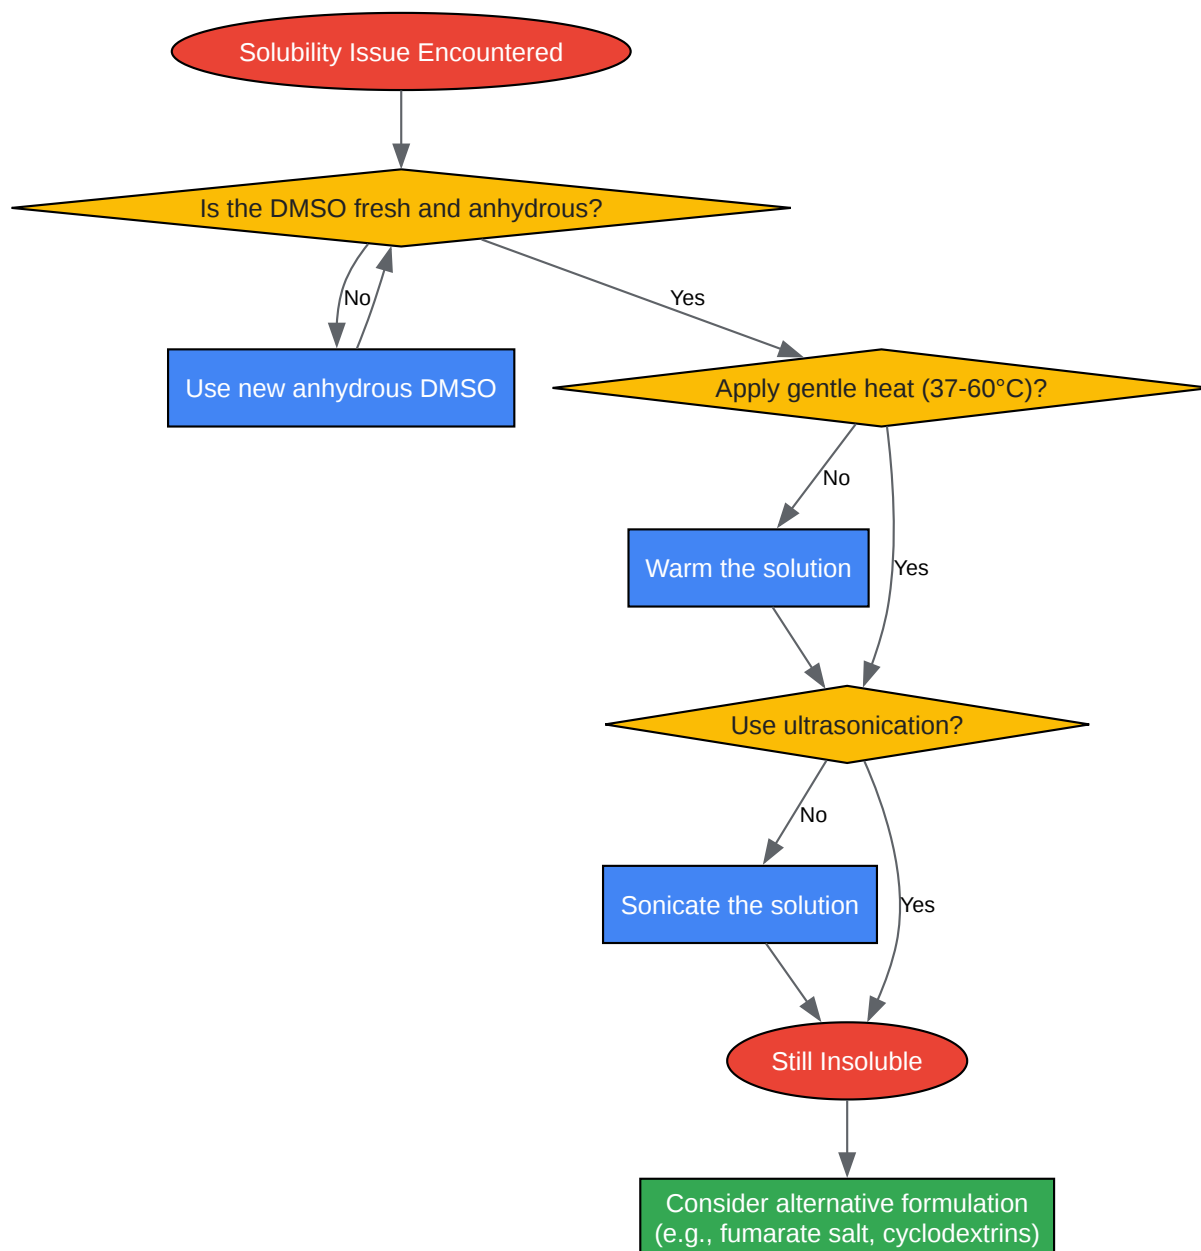 Solubility Issue Encountered
Is the DMSO fresh and anhydrous?
No
Yes
Use new anhydrous DMSO
Apply gentle heat (37-60°C)?
No
Warm the solution
Yes
Use ultrasonication?
No
Sonicate the solution
Yes
Still Insoluble
Consider alternative formulation
(e.g., fumarate salt, cyclodextrins)